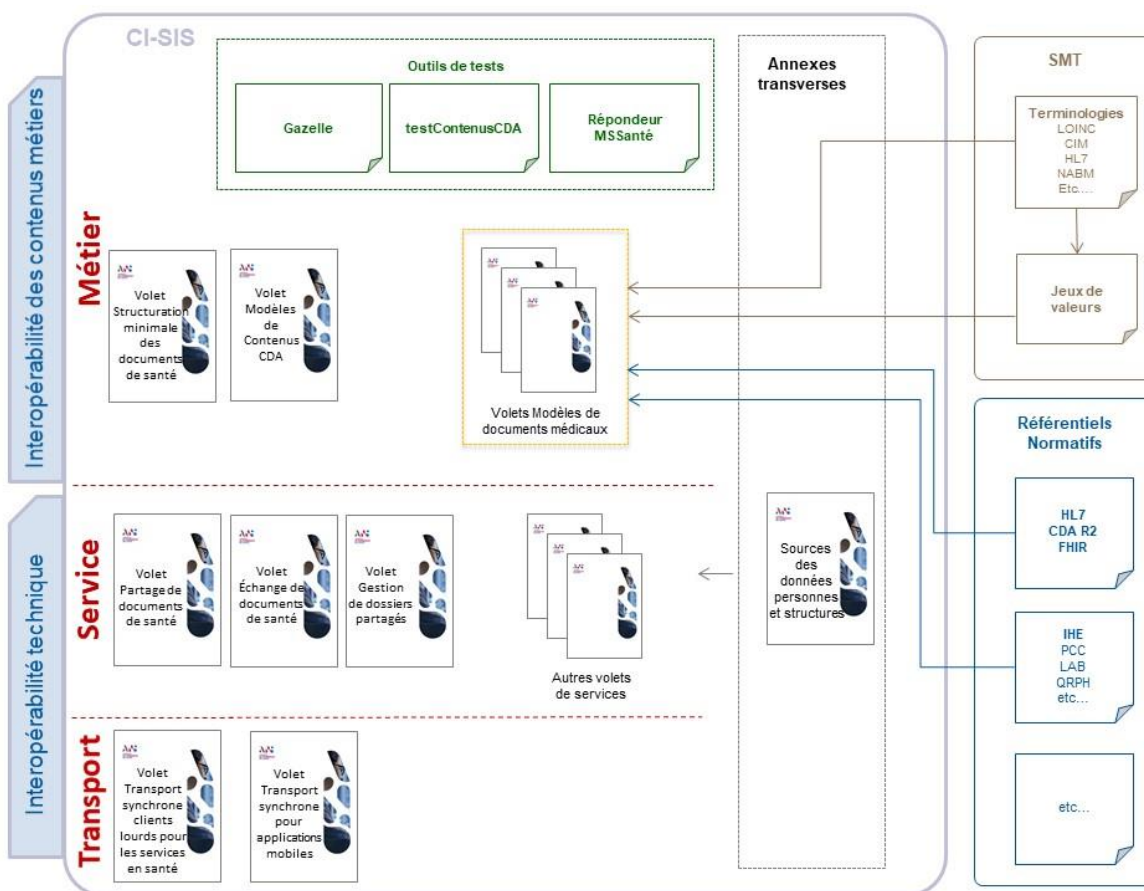 CI-SIS
Interopérabilité des contenus métiers
Interopérabilité technique
Outils de tests
Gazelle
testContenusCDA
Répondeur
MSSanté
Annexes
transverses
SMT
Terminologies
LOINC
CIM
HL7
NABM
Etc....
Jeux de
valeurs
Métier
Volet
Structuration
minimale
des
documents
de santé
Volet
Modèles
de
Contenus
CDA
Volets Modèles de
documents médicaux
Référentiels
Normatifs
HL7
CDA R2
FHIR
IHE
PCC
LAB
QRPH
etc...
etc...
Service
Volet
Partage de
documents
de santé
Volet
Échange de
documents
de santé
Volet
Gestion
de dossiers
partagés
Autres volets
de services
Sources
des
données
personnes
et structures
Transport
Volet
Transport
synchrone
clients
lourds pour
les services
en santé
Volet
Transport
synchrone
pour
applications
mobiles